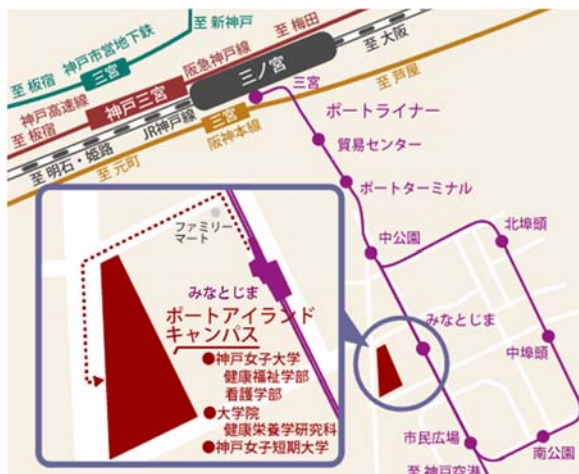 至 新神戸
神戸市営地下鉄
至 板宿
三宮
阪急神戸線
至 梅田
至 大阪
三ノ宮
神戸三宮
神戸高速線
至 板宿
至 芦屋
三宮
三宮
阪神本線
JR神戸線
至 明石・姫路
至 元町
ポートライナー
貿易センター
ポートターミナル
中公園
北埠頭
みなとじま
中埠頭
市民広場
南公園
至 神戸空港
ファミリー
マート
みなとじま
ポートアイランド
キャンパス
●神戸女子大学
健康福祉学部
看護学部
●大学院
健康栄養学研究科
●神戸女子短期大学